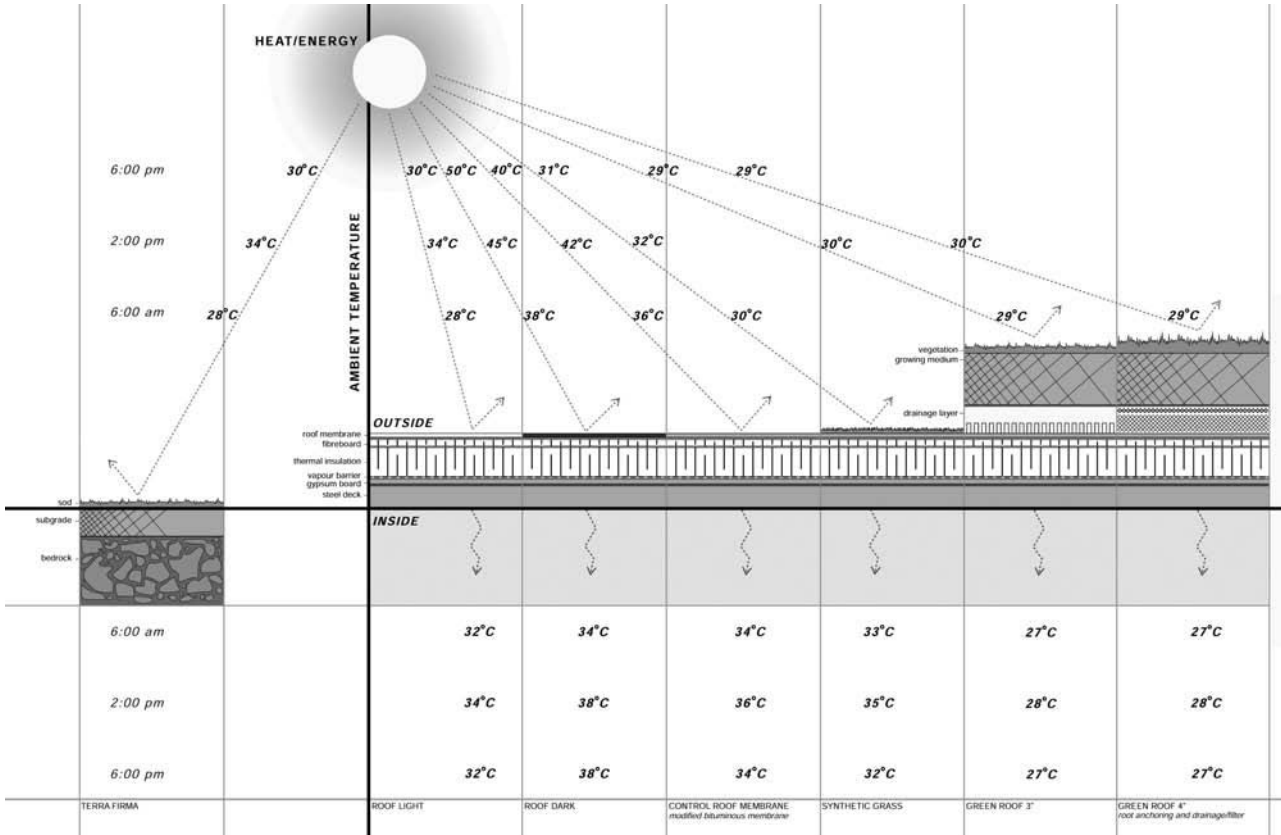 HEAT/ENERGY
6:00 pm 30°C 30°C 50°C 40°C 31°C 29°C 29°C
2:00 pm 34°C 34°C 45°C 42°C 32°C 30°C 30°C
6:00 am 28°C 28°C 38°C 36°C 30°C 29°C 29°C
AMBIENT TEMPERATURE
vegetation
growing medium
drainage layer
OUTSIDE
roof membrane
fibreboard
thermal insulation
vapour barrier
gypsum board
steel deck
sod
subgrade
bedrock
INSIDE
6:00 am 32°C 34°C 34°C 33°C 27°C 27°C
2:00 pm 34°C 38°C 36°C 35°C 28°C 28°C
6:00 pm 32°C 38°C 34°C 32°C 27°C 27°C
TERRA FIRMA ROOF LIGHT ROOF DARK CONTROL ROOF MEMBRANE SYNTHETIC GRASS GREEN ROOF 3" GREEN ROOF 4"
modified bituminous membrane root anchoring and drainage/filter